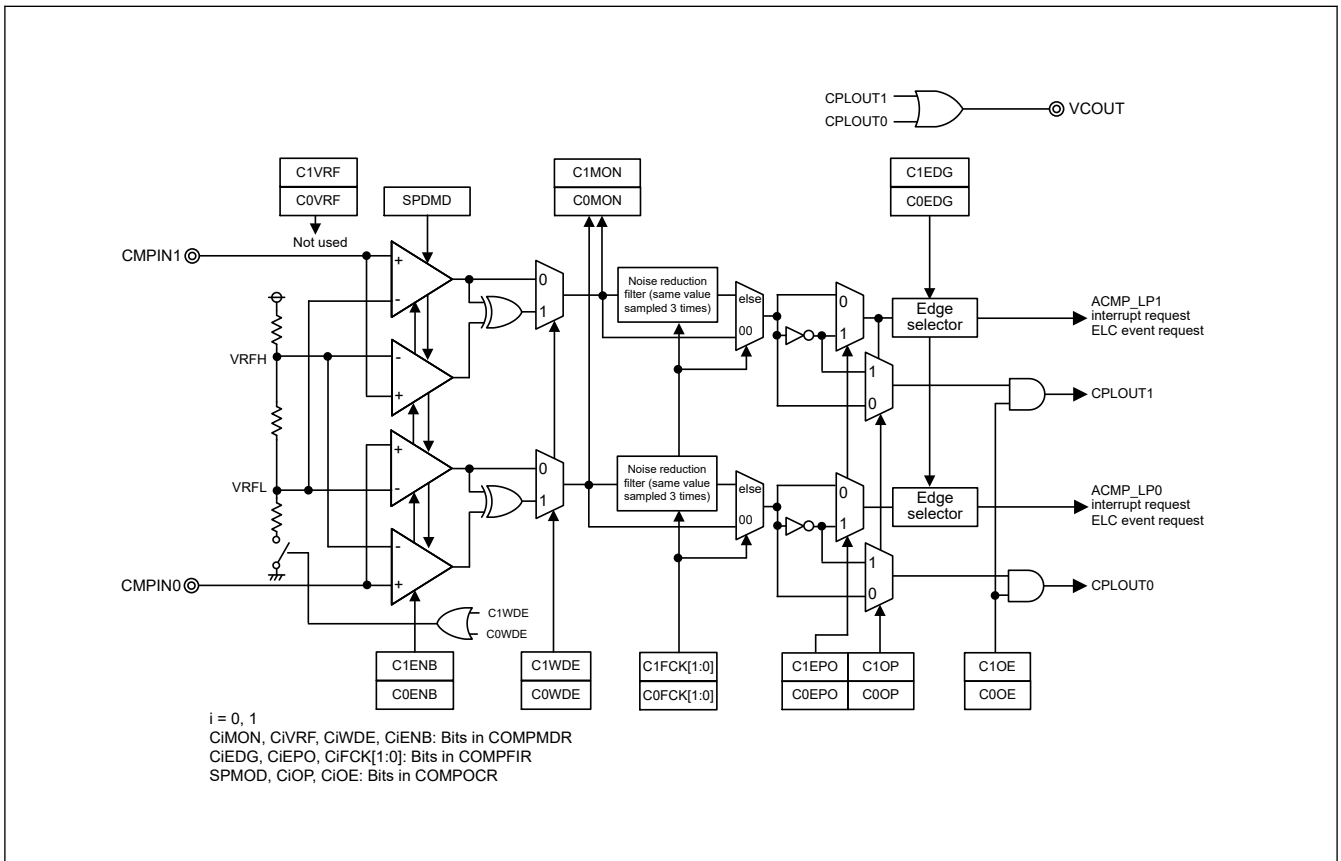 CPLOUT1
CPLOUT0
VCOUT
C1VRF
C0VRF
Not used
SPDMD
C1MON
C0MON
C1EDG
C0EDG
CMPIN1
+
-
0
1
Noise reduction
filter (same value
sampled 3 times)
else
00
0
1
Edge
selector
ACMP_LP1
interrupt request
ELC event request
VRFH
-
+
1
0
CPLOUT1
VRFL
+
-
0
1
Noise reduction
filter (same value
sampled 3 times)
else
00
0
1
Edge
selector
ACMP_LP0
interrupt request
ELC event request
-
+
1
0
CPLOUT0
CMPIN0
C1WDE
C0WDE
C1ENB
C0ENB
C1WDE
C0WDE
C1FCK[1:0]
C0FCK[1:0]
C1EPO
C0EPO
C1OP
C0OP
C1OE
C0OE
i = 0, 1
CiMON, CiVRF, CiWDE, CiENB: Bits in COMPMDR
CiEDG, CiEPO, CiFCK[1:0]: Bits in COMPFIR
SPMOD, CiOP, CiOE: Bits in COMPOCR